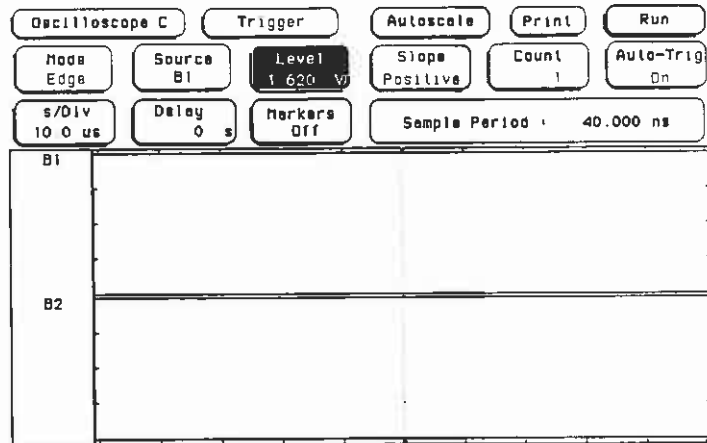 Oscilloscope C Trigger Autoscale Print Run
Mode Edge Source B1 Level 1 620 V Slope Positive Count 1 Auto-Trig On
s/Div 10 0 us Delay 0 s Markers Off Sample Period : 40.000 ns
B1
B2